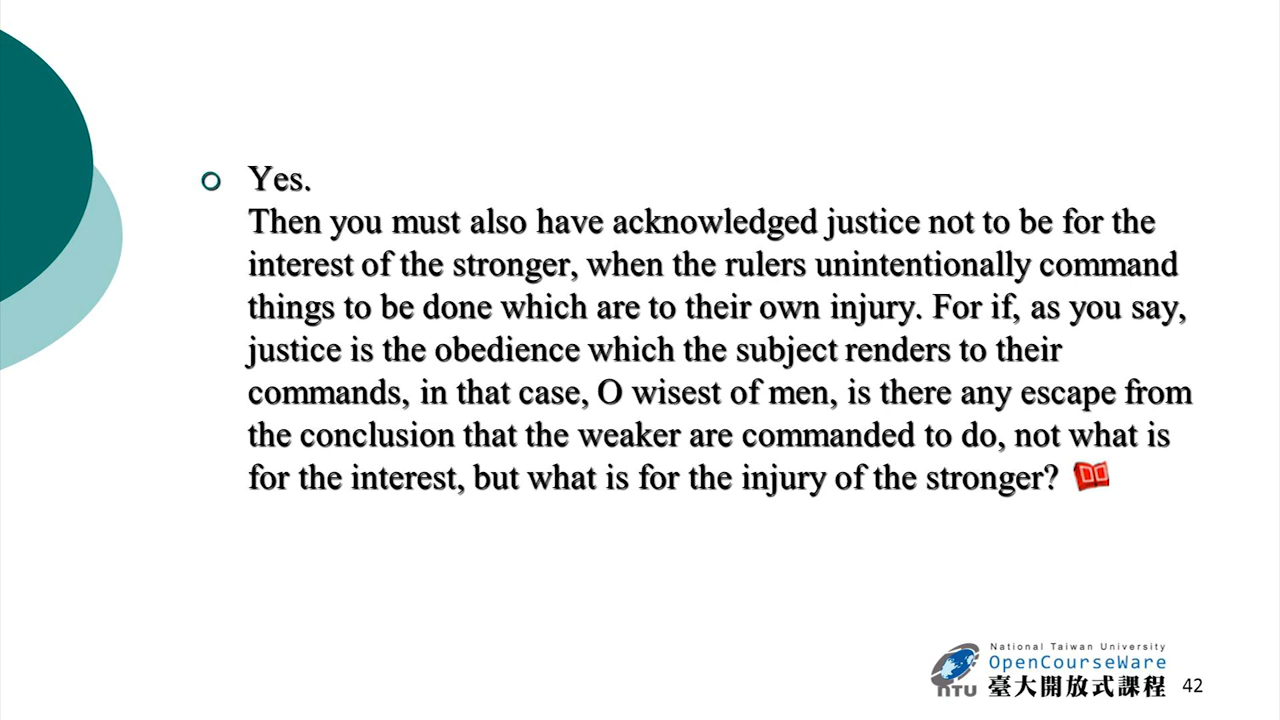 Yes.
Then you must also have acknowledged justice not to be for the
interest of the stronger, when the rulers unintentionally command
things to be done which are to their own injury. For if, as you say,
justice is the obedience which the subject renders to their
commands, in that case, O wisest of men, is there any escape from
the conclusion that the weaker are commanded to do, not what is
for the interest, but what is for the injury of the stronger?
National Taiwan University
OpenCourseWare
NTU 臺大開放式課程
42